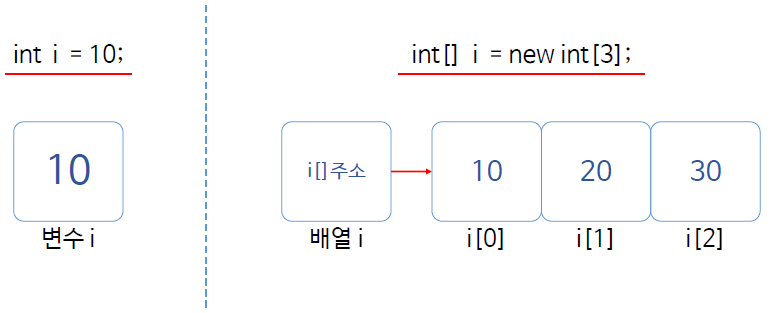 int i = 10;
10
변수 i
int[] i = new int[3];
i[]주소
10 20 30
배열 i i[0] i[1] i[2]